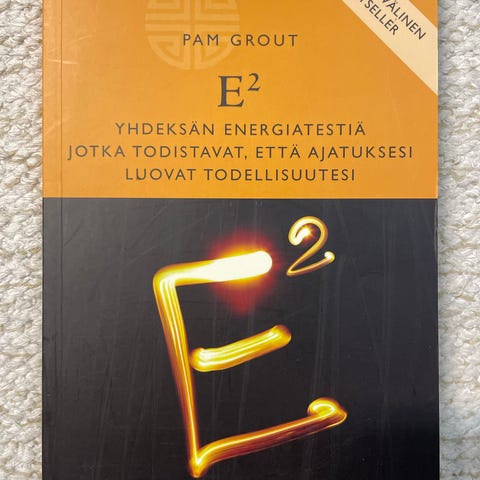 PAM GROUT
E²
YHDEKSÄN ENERGIATESTIÄ
JOTKA TODISTAVAT, ETTÄ AJATUKSESI
LUOVAT TODELLISUUTESI
E²